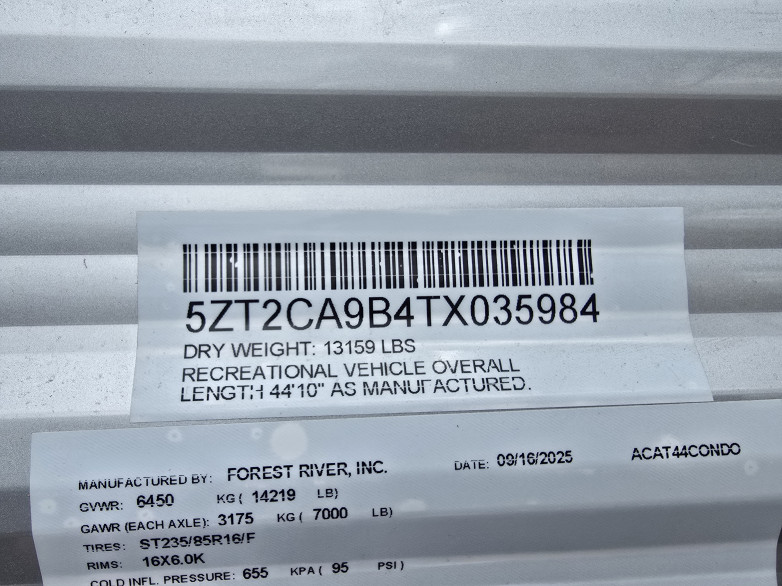 5ZT2CA9B4TX035984
DRY WEIGHT: 13159 LBS
RECREATIONAL VEHICLE OVERALL
LENGTH 44'10" AS MANUFACTURED.
MANUFACTURED BY: FOREST RIVER, INC. DATE: 09/16/2025 ACAT44CONDO
GVWR: 6450 KG ( 14219 LB)
GAWR (EACH AXLE): 3175 KG ( 7000 LB)
TIRES: ST235/85R16/F
RIMS: 16X6.0K
COLD INFL. PRESSURE: 655 KPA ( 95 PSI)